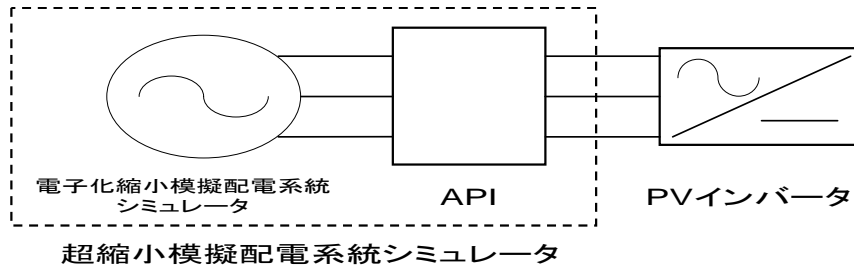 電子化縮小模擬配電系統
シミュレータ
API
PVインバータ
超縮小模擬配電系統シミュレータ